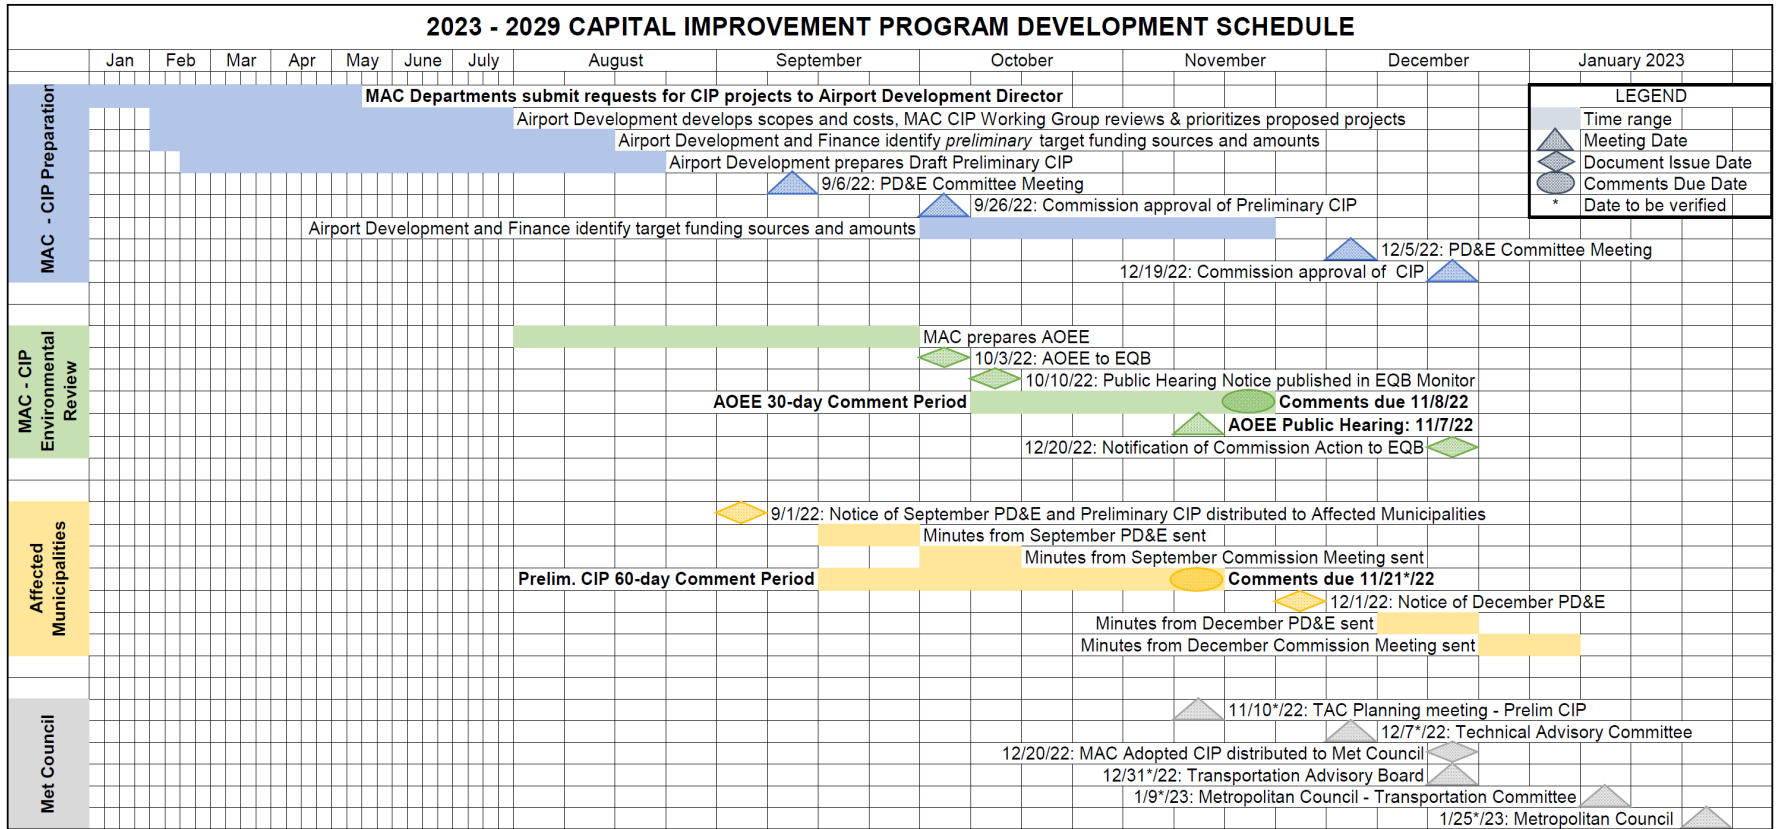 2023 - 2029 CAPITAL IMPROVEMENT PROGRAM DEVELOPMENT SCHEDULE
Jan Feb Mar Apr May June July August September October November December January 2023
MAC - CIP Preparation
MAC Departments submit requests for CIP projects to Airport Development Director
Airport Development develops scopes and costs, MAC CIP Working Group reviews & prioritizes proposed projects
Airport Development and Finance identify preliminary target funding sources and amounts
Airport Development prepares Draft Preliminary CIP
9/6/22: PD&E Committee Meeting
9/26/22: Commission approval of Preliminary CIP
Airport Development and Finance identify target funding sources and amounts
12/5/22: PD&E Committee Meeting
12/19/22: Commission approval of CIP
LEGEND
Time range
Meeting Date
Document Issue Date
Comments Due Date
* Date to be verified
MAC - CIP
Environmental
Review
MAC prepares AOEE
10/3/22: AOEE to EQB
10/10/22: Public Hearing Notice published in EQB Monitor
AOEE 30-day Comment Period Comments due 11/8/22
AOEE Public Hearing: 11/7/22
12/20/22: Notification of Commission Action to EQB
Affected
Municipalities
9/1/22: Notice of September PD&E and Preliminary CIP distributed to Affected Municipalities
Minutes from September PD&E sent
Minutes from September Commission Meeting sent
Prelim. CIP 60-day Comment Period Comments due 11/21*/22
12/1/22: Notice of December PD&E
Minutes from December PD&E sent
Minutes from December Commission Meeting sent
Met Council
11/10*/22: TAC Planning meeting - Prelim CIP
12/7*/22: Technical Advisory Committee
12/20/22: MAC Adopted CIP distributed to Met Council
12/31*/22: Transportation Advisory Board
1/9*/23: Metropolitan Council - Transportation Committee
1/25*/23: Metropolitan Council